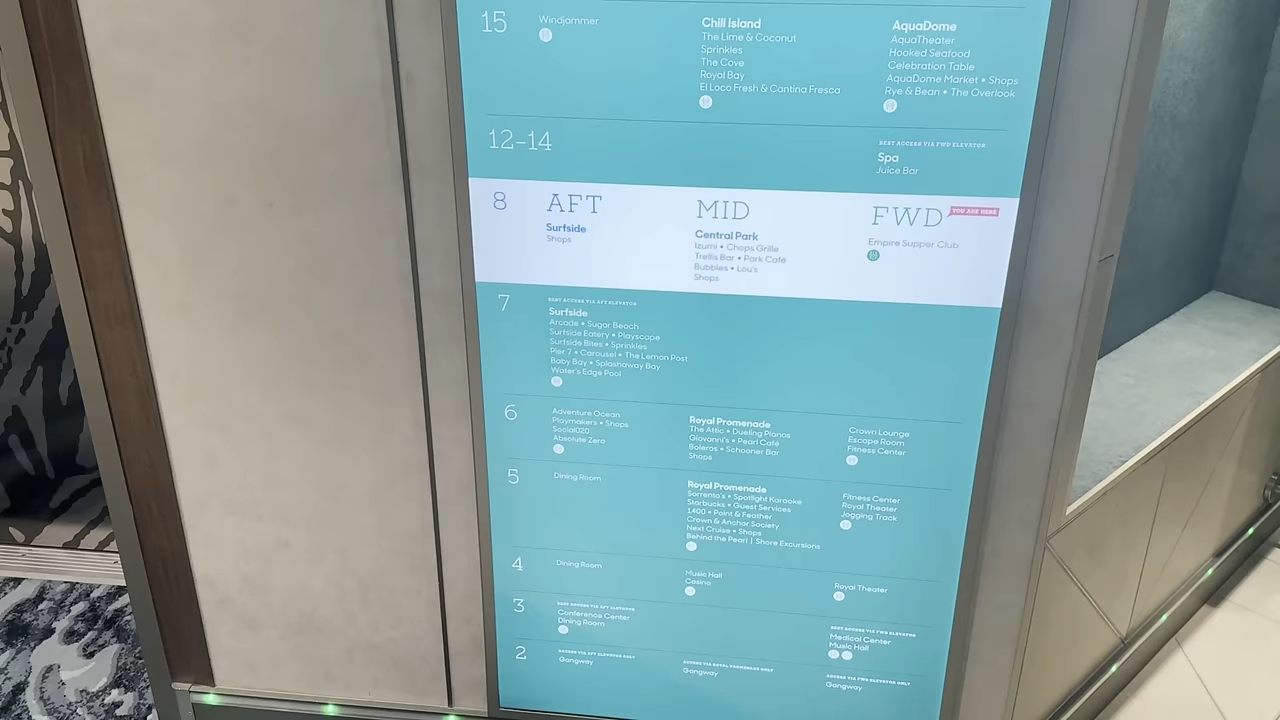 15
Windjammer
Chill Island
The Lime & Coconut
Sprinkles
The Cove
Royal Bay
El Loco Fresh & Cantina Fresca
AquaDome
AquaTheater
Hooked Seafood
Celebration Table
AquaDome Market • Shops
Rye & Bean • The Overlook
12–14
BEST ACCESS VIA FWD ELEVATOR
Spa
Juice Bar
8
AFT
Surfside
Shops
MID
Central Park
Izumi • Chops Grille
Trellis Bar • Park Café
Bubbles • Lou's
Shops
FWD
YOU ARE HERE
Empire Supper Club
7
BEST ACCESS VIA AFT ELEVATOR
Surfside
Arcade • Sugar Beach
Surfside Eatery • Playscape
Surfside Bites • Sprinkles
Pier 7 • Carousel • The Lemon Post
Baby Bay • Splashaway Bay
Water's Edge Pool
6
Adventure Ocean
Playmakers • Shops
Social020
Absolute Zero
Royal Promenade
The Attic • Dueling Pianos
Giovanni's • Pearl Café
Boleros • Schooner Bar
Shops
Crown Lounge
Escape Room
Fitness Center
5
Dining Room
Royal Promenade
Sorrento's • Spotlight Karaoke
Starbucks • Guest Services
1400 • Point & Feather
Crown & Anchor Society
Next Cruise • Shops
Behind the Pearl | Shore Excursions
Fitness Center
Royal Theater
Jogging Track
4
Dining Room
Music Hall
Casino
Royal Theater
3
BEST ACCESS VIA AFT ELEVATOR
Conference Center
Dining Room
BEST ACCESS VIA FWD ELEVATOR
Medical Center
Music Hall
2
ACCESS VIA AFT ELEVATOR ONLY
Gangway
ACCESS VIA ROYAL PROMENADE ONLY
Gangway
ACCESS VIA FWD ELEVATOR ONLY
Gangway